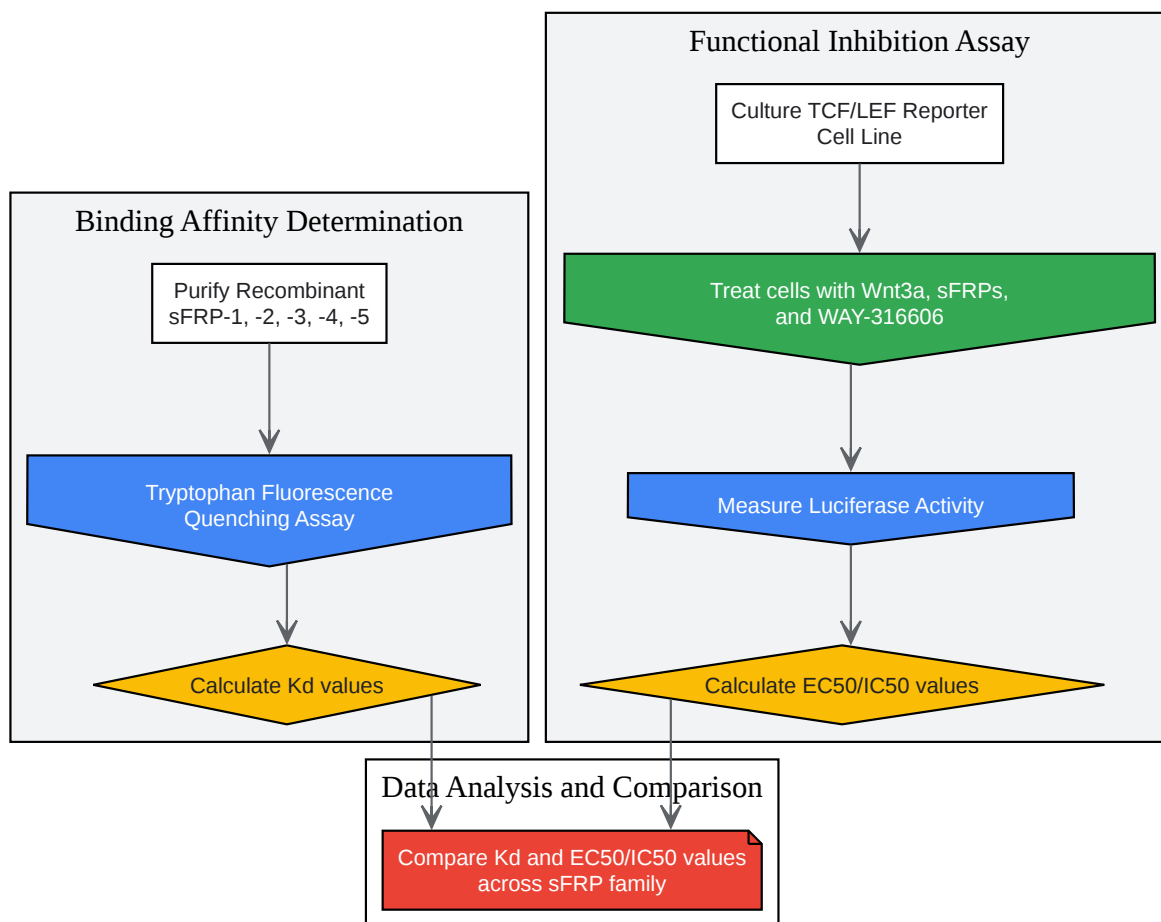 Functional Inhibition Assay
Culture TCF/LEF Reporter
Cell Line
Treat cells with Wnt3a, sFRPs,
and WAY-316606
Measure Luciferase Activity
Calculate EC50/IC50 values
Binding Affinity Determination
Purify Recombinant
sFRP-1, -2, -3, -4, -5
Tryptophan Fluorescence
Quenching Assay
Calculate Kd values
Data Analysis and Comparison
Compare Kd and EC50/IC50 values
across sFRP family